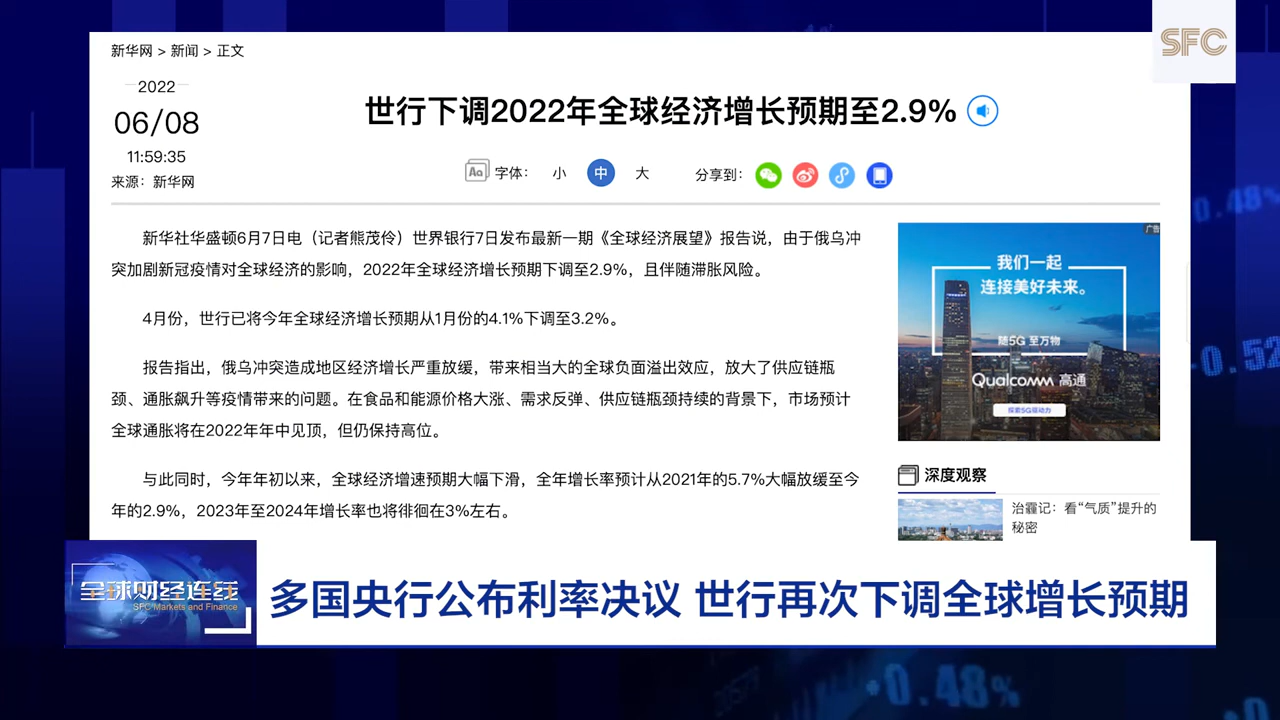 SFC
新华网 > 新闻 > 正文
2022
06/08
11:59:35
来源：新华网
世行下调2022年全球经济增长预期至2.9%
Aa 字体： 小 中 大 分享到：
新华社华盛顿6月7日电（记者熊茂伶）世界银行7日发布最新一期《全球经济展望》报告说，由于俄乌冲
突加剧新冠疫情对全球经济的影响，2022年全球经济增长预期下调至2.9%，且伴随滞胀风险。
4月份，世行已将今年全球经济增长预期从1月份的4.1%下调至3.2%。
报告指出，俄乌冲突造成地区经济增长严重放缓，带来相当大的全球负面溢出效应，放大了供应链瓶
颈、通胀飙升等疫情带来的问题。在食品和能源价格大涨、需求反弹、供应链瓶颈持续的背景下，市场预计
全球通胀将在2022年年中见顶，但仍保持高位。
与此同时，今年年初以来，全球经济增速预期大幅下滑，全年增长率预计从2021年的5.7%大幅放缓至今
年的2.9%，2023年至2024年增长率也将徘徊在3%左右。
广告
我们一起
连接美好未来。
随5G 至万物
Qualcomm 高通
探索5G驱动力
深度观察
治霾记：看“气质”提升的
秘密
全球财经连线
SFC Markets and Finance
多国央行公布利率决议 世行再次下调全球增长预期
0.48%
-0.52
0.48%